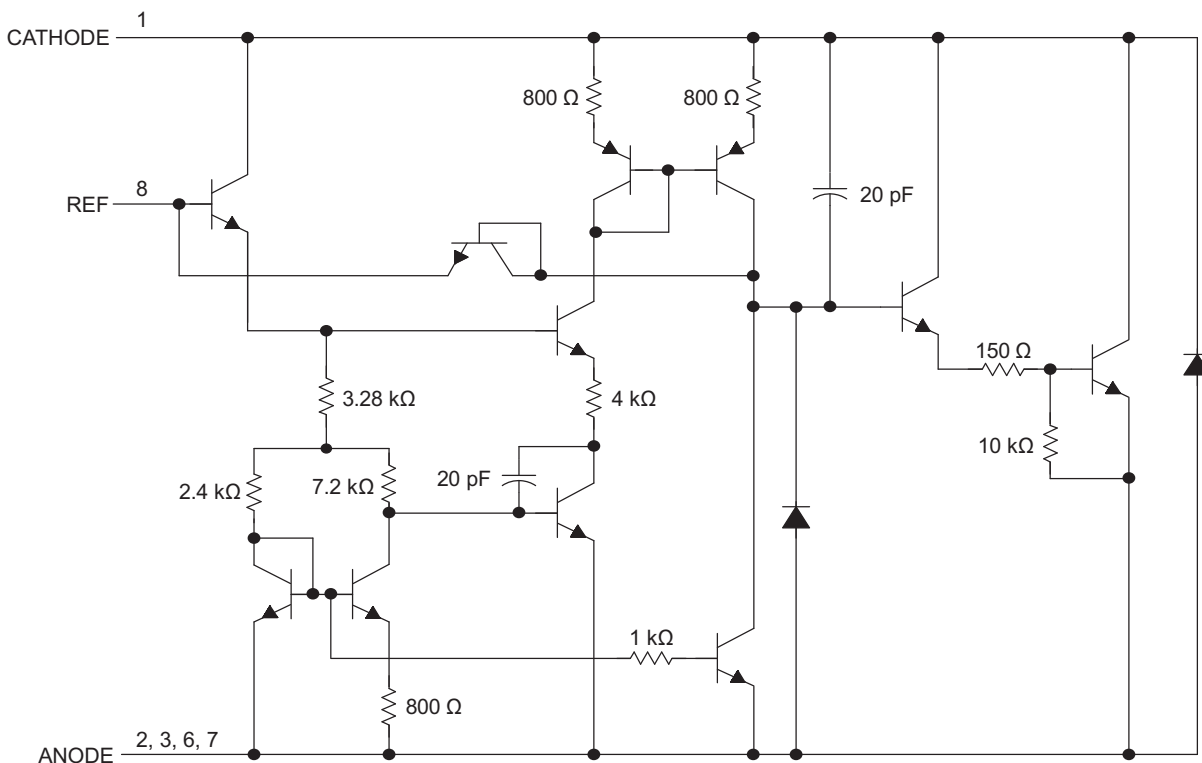 1
CATHODE
800 Ω
800 Ω
8
REF
20 pF
150 Ω
3.28 kΩ
4 kΩ
10 kΩ
20 pF
2.4 kΩ
7.2 kΩ
1 kΩ
800 Ω
2, 3, 6, 7
ANODE